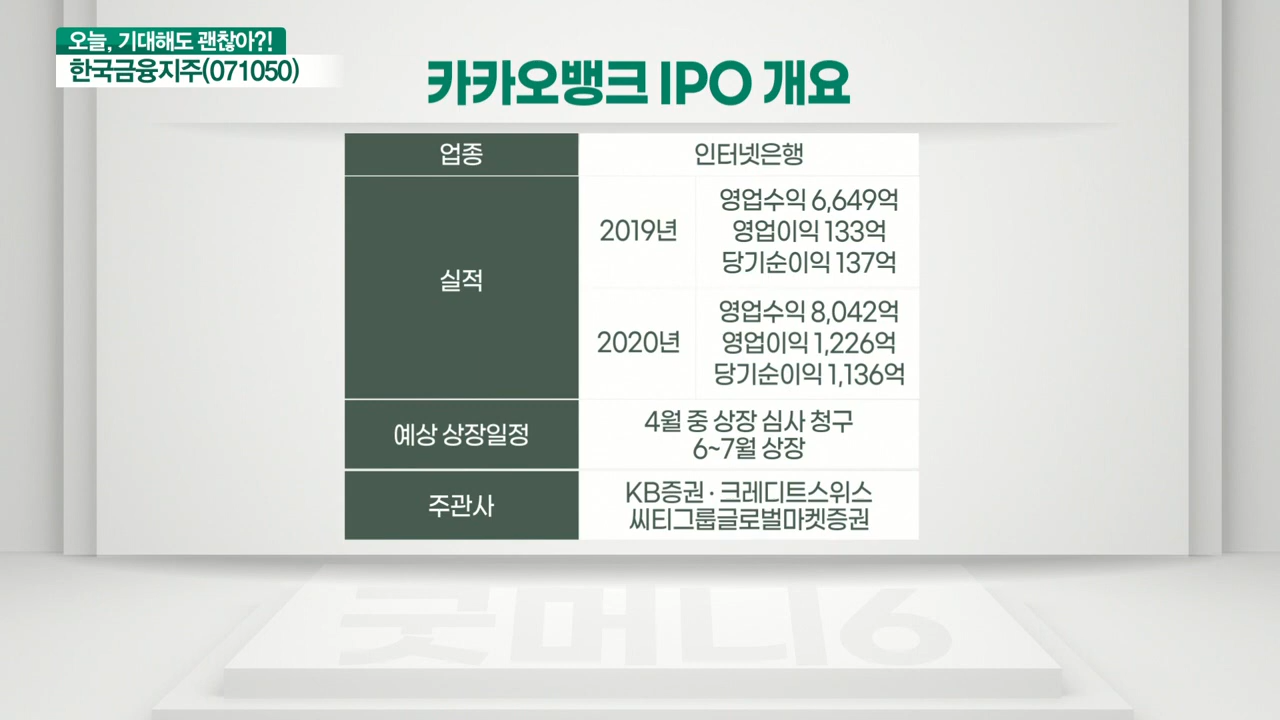 오늘, 기대해도 괜찮아?!
한국금융지주(071050)
카카오뱅크 IPO 개요
업종
인터넷은행
실적
2019년
영업수익 6,649억
영업이익 133억
당기순이익 137억
2020년
영업수익 8,042억
영업이익 1,226억
당기순이익 1,136억
예상 상장일정
4월 중 상장 심사 청구
6~7월 상장
주관사
KB증권·크레디트스위스
씨티그룹글로벌마켓증권
굿머니6